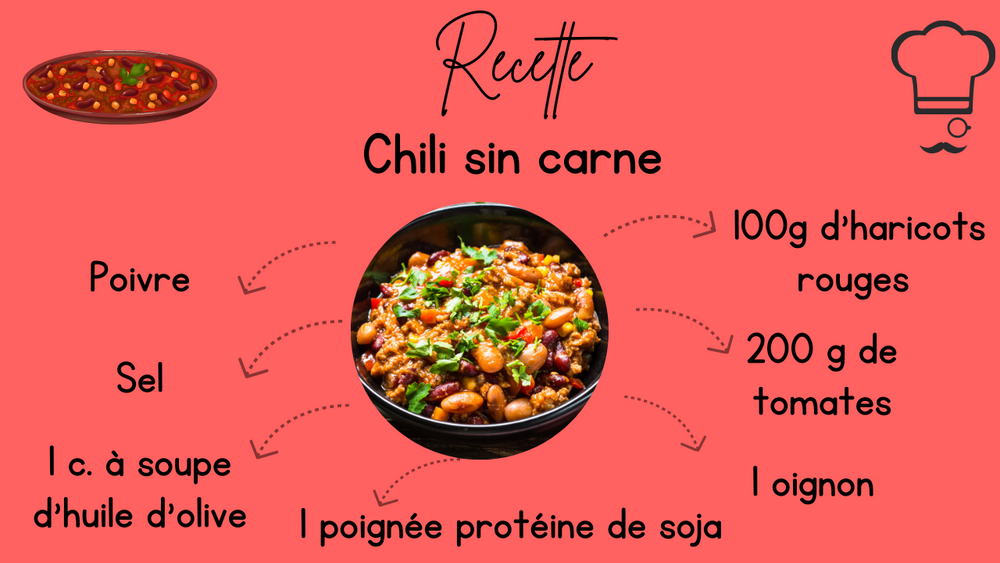 Recette
Chili sin carne
100g d'haricots
rouges
200 g de
tomates
1 oignon
1 poignée protéine de soja
1 c. à soupe
d'huile d'olive
Sel
Poivre